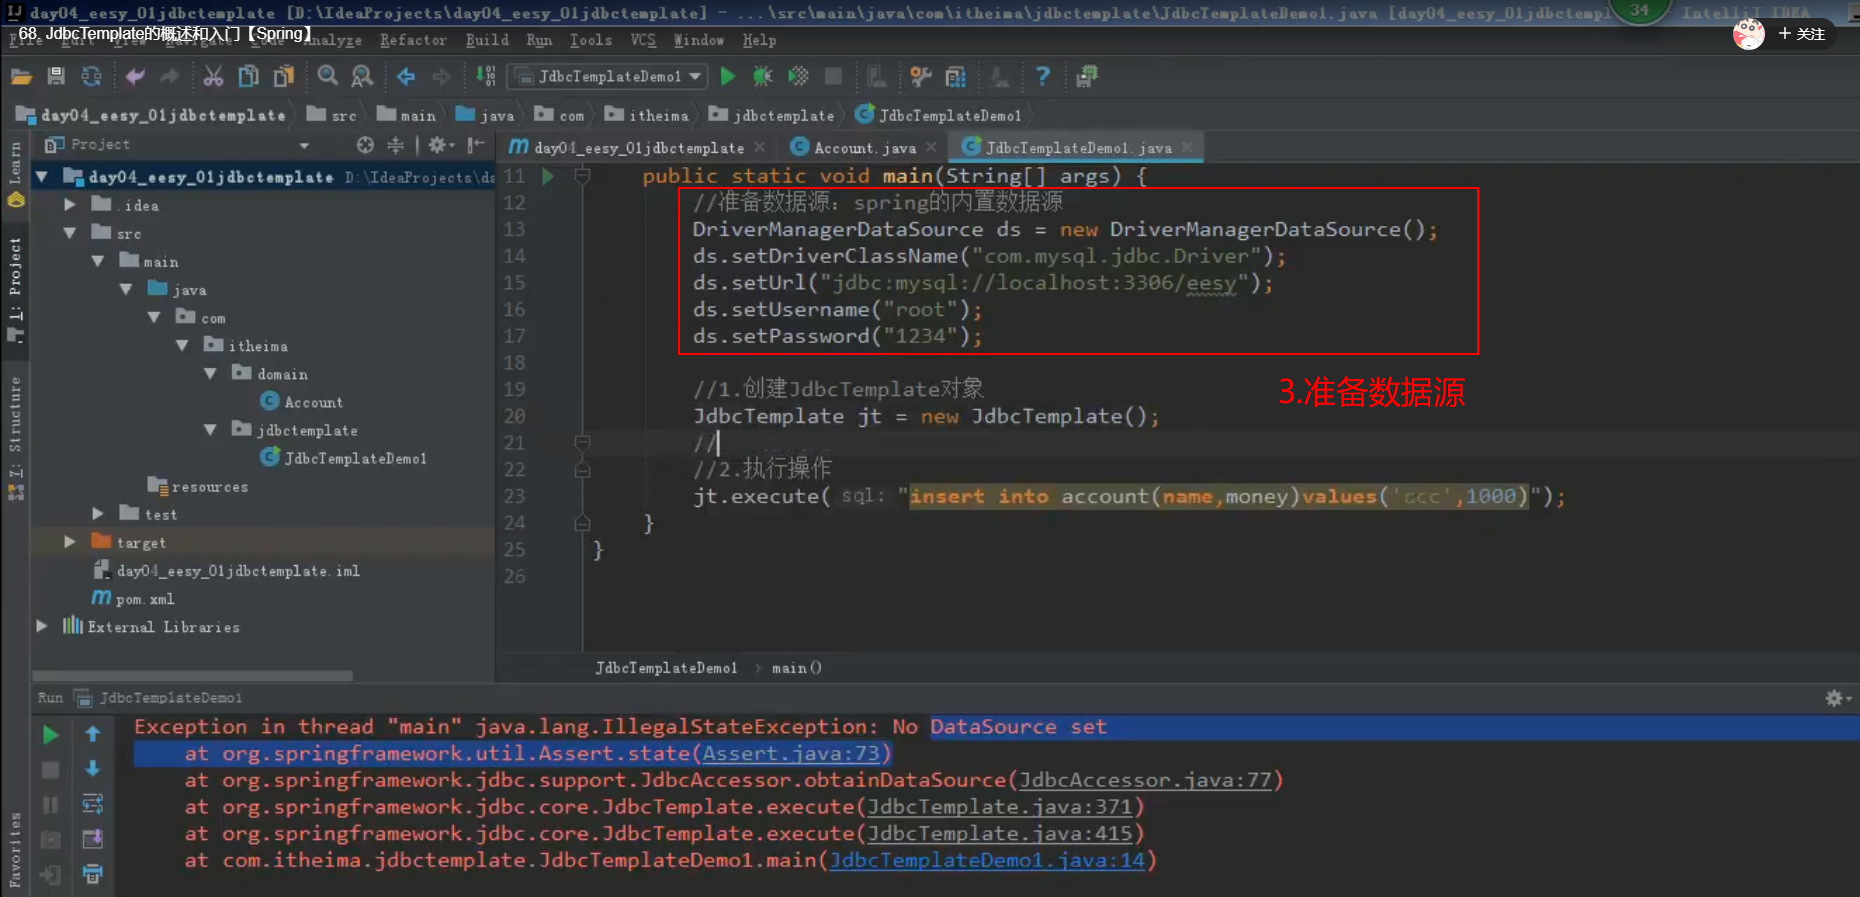 day04_eesy_01jdbctemplate [D:\IdeaProjects\day04_eesy_01jdbctemplate] - ...\src\main\java\com\itheima\jdbctemplate\JdbcTemplateDemo1.java [day04_eesy_01jdbctempl
34
IntelliJ IDEA
68. JdbcTemplate的概述和入门【Spring】
File Edit View Navigate Code Analyze Refactor Build Run Tools VCS Window Help
+ 关注
JdbcTemplateDemo1
day04_eesy_01jdbctemplate src main java com itheima jdbctemplate JdbcTemplateDemo1
Learn
1: Project
7: Structure
Favorites
Project
day04_eesy_01jdbctemplate D:\IdeaProjects\da
.idea
src
main
java
com
itheima
domain
Account
jdbctemplate
JdbcTemplateDemo1
resources
test
target
day04_eesy_01jdbctemplate.iml
pom.xml
External Libraries
day04_eesy_01jdbctemplate Account.java JdbcTemplateDemo1.java
11 public static void main(String[] args) {
12 //准备数据源：spring的内置数据源
13 DriverManagerDataSource ds = new DriverManagerDataSource();
14 ds.setDriverClassName("com.mysql.jdbc.Driver");
15 ds.setUrl("jdbc:mysql://localhost:3306/eesy");
16 ds.setUsername("root");
17 ds.setPassword("1234");
18
19 //1.创建JdbcTemplate对象
3.准备数据源
20 JdbcTemplate jt = new JdbcTemplate();
21 //
22 //2.执行操作
23 jt.execute( sql: "insert into account(name,money)values('ccc',1000)");
24 }
25 }
26
JdbcTemplateDemo1 › main()
Run JdbcTemplateDemo1
Exception in thread "main" java.lang.IllegalStateException: No DataSource set
at org.springframework.util.Assert.state(Assert.java:73)
at org.springframework.jdbc.support.JdbcAccessor.obtainDataSource(JdbcAccessor.java:77)
at org.springframework.jdbc.core.JdbcTemplate.execute(JdbcTemplate.java:371)
at org.springframework.jdbc.core.JdbcTemplate.execute(JdbcTemplate.java:415)
at com.itheima.jdbctemplate.JdbcTemplateDemo1.main(JdbcTemplateDemo1.java:14)